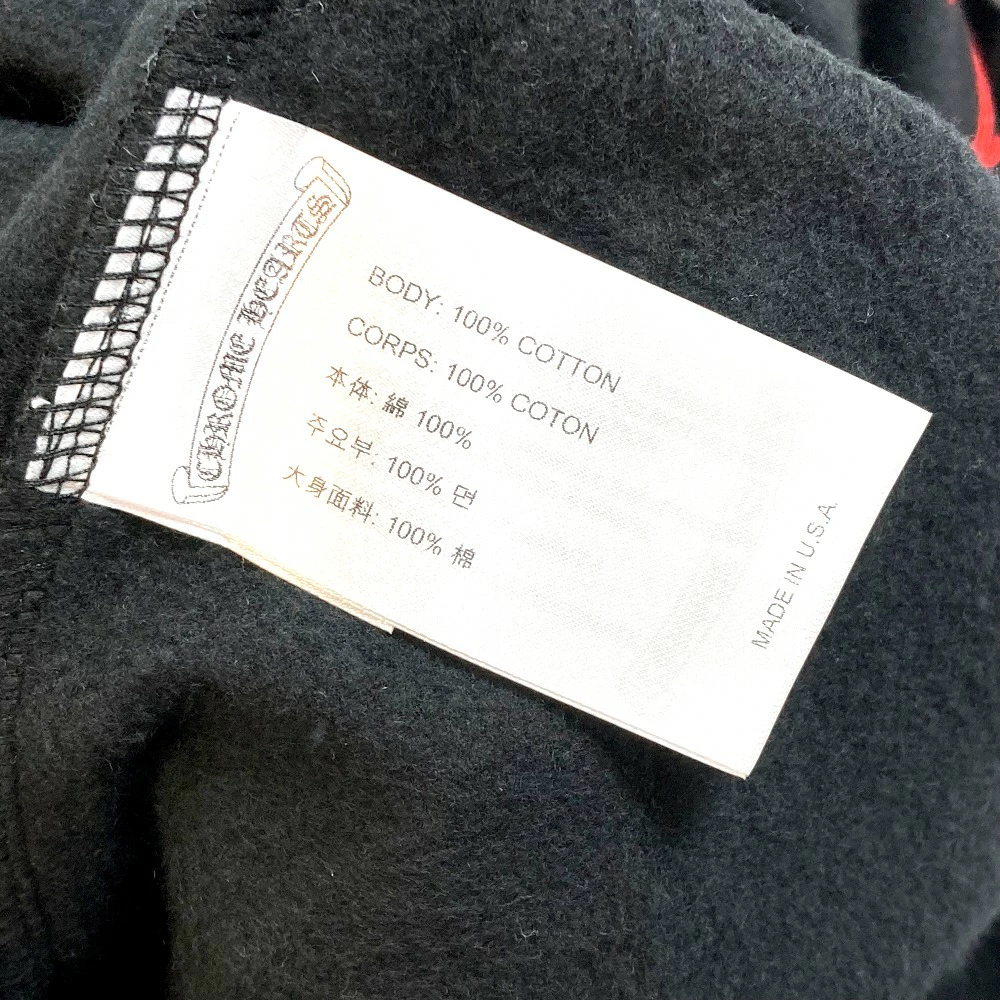 CHROME HEARTS
BODY: 100% COTTON
CORPS: 100% COTON
本体: 綿 100%
주요부: 100% 면
大身面料: 100% 棉
MADE IN U.S.A.